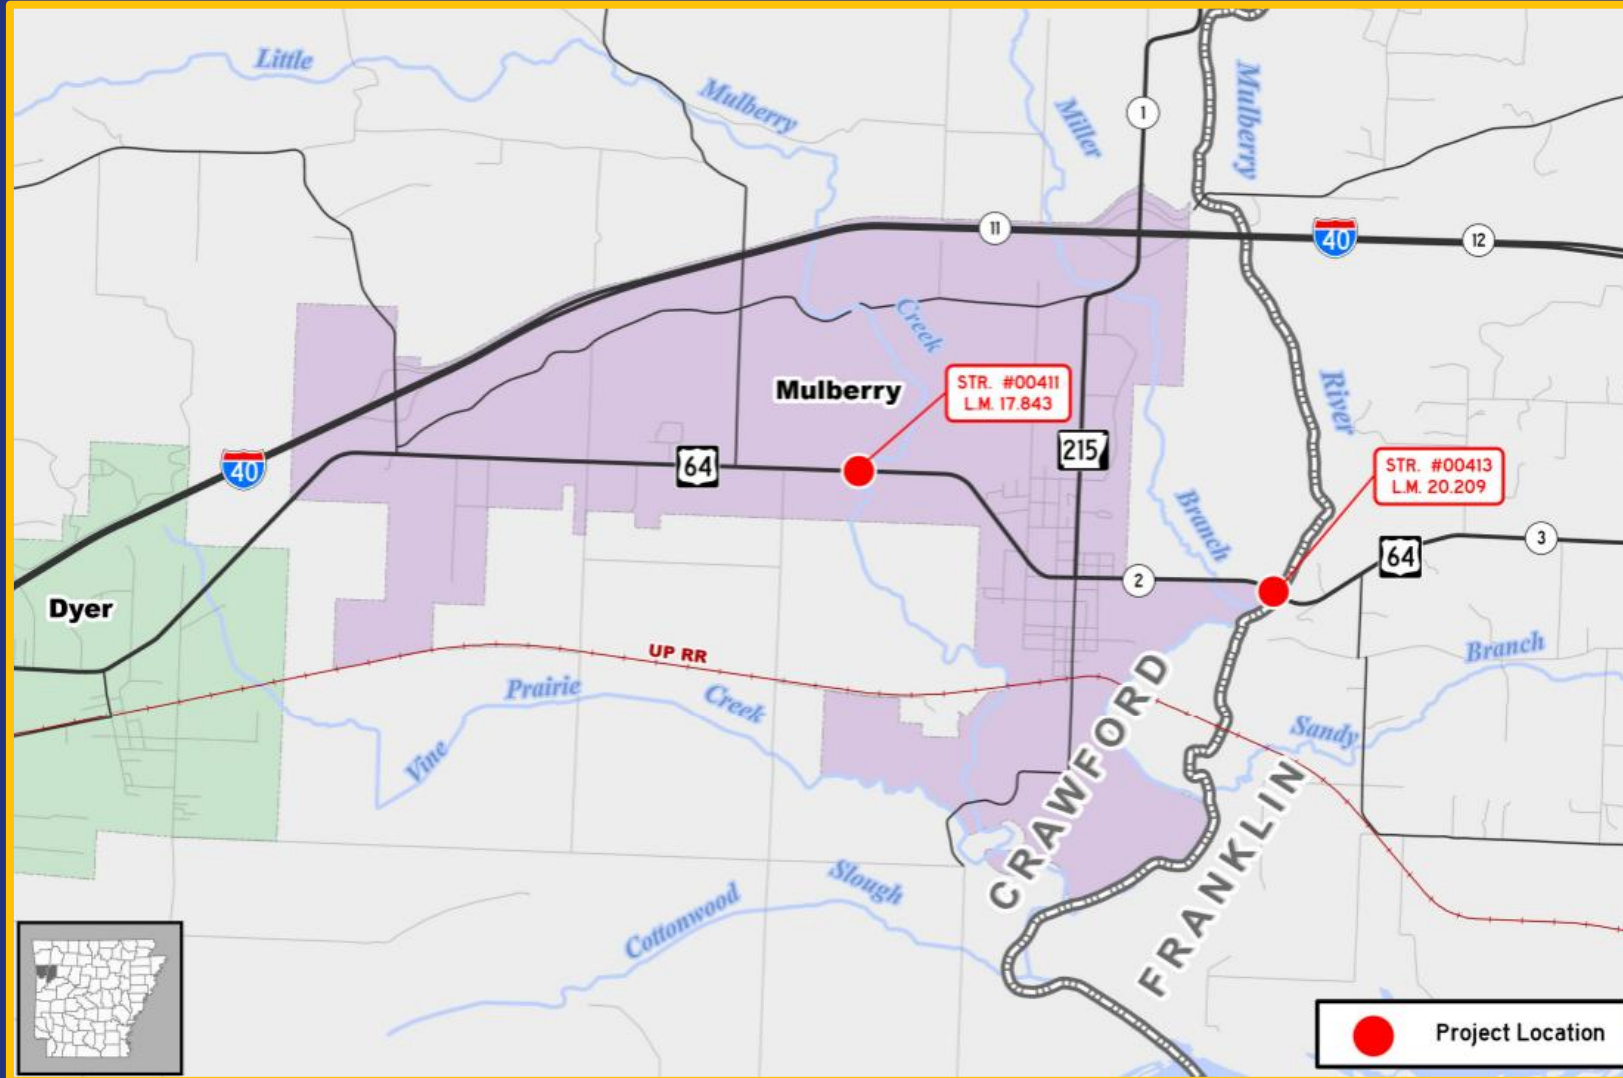 Little
Mulberry
Miller
1
Mulberry
11
40
12
Creek
Mulberry
STR. #00411
L.M. 17.843
River
215
64
40
STR. #00413
L.M. 20.209
Branch
64
3
2
Dyer
UP RR
Branch
Prairie
Creek
Vine
Sandy
CRAWFORD
FRANKLIN
Slough
Cottonwood
Project Location